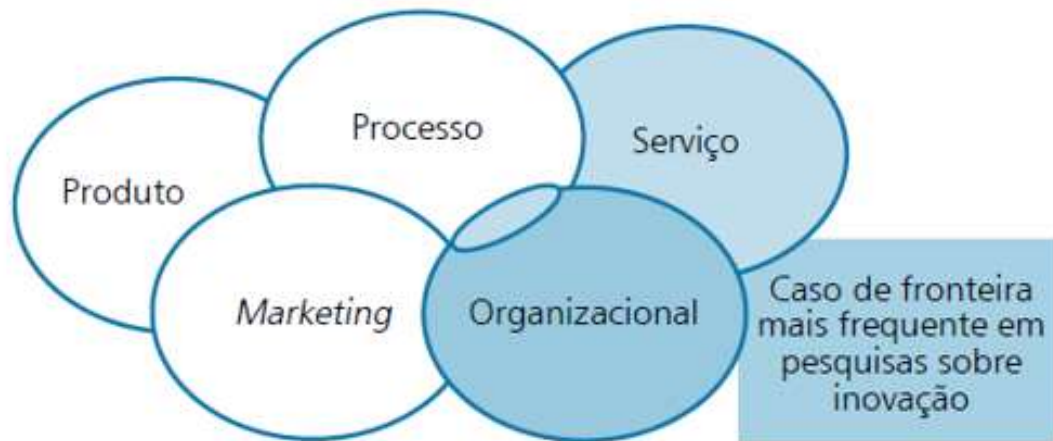 Processo
Serviço
Produto
Marketing
Organizacional
Caso de fronteira
mais frequente em
pesquisas sobre
inovação